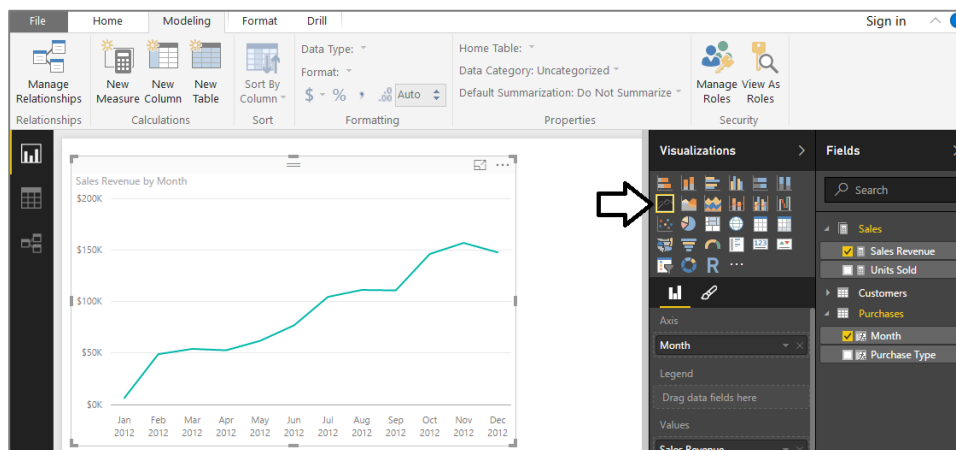 File Home Modeling Format Drill Sign in
Manage Relationships
New Measure
New Column
New Table
Sort By Column
Data Type:
Format:
$ % , .00 Auto
Home Table:
Data Category: Uncategorized
Default Summarization: Do Not Summarize
Manage Roles
View As Roles
Relationships Calculations Sort Formatting Properties Security
Sales Revenue by Month
$200K
$150K
$100K
$50K
$0K
Jan Feb Mar Apr May Jun Jul Aug Sep Oct Nov Dec
2012 2012 2012 2012 2012 2012 2012 2012 2012 2012 2012 2012
Visualizations
R
123
Axis
Month
Legend
Drag data fields here
Values
Sales Revenue
Fields
Search
Sales
Sales Revenue
Units Sold
Customers
Purchases
Month
Purchase Type